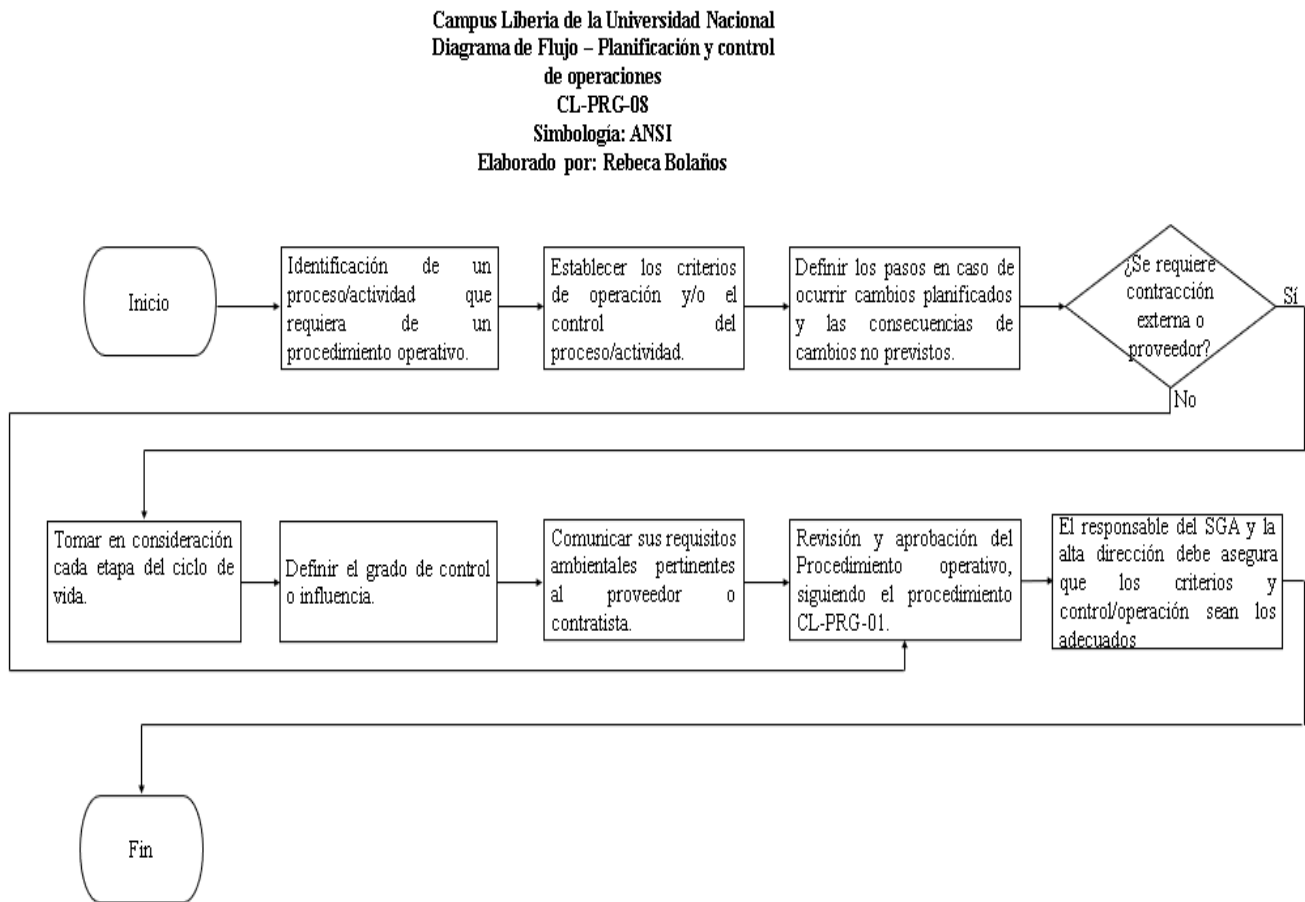 Campus Liberia de la Universidad Nacional
Diagrama de Flujo – Planificación y control
de operaciones
CL-PRG-08
Simbología: ANSI
Elaborado por: Rebeca Bolaños
Inicio
Identificación de un
proceso/actividad que
requiera de un
procedimiento operativo.
Establecer los criterios
de operación y/o el
control del
proceso/actividad.
Definir los pasos en caso de
ocurrir cambios planificados
y las consecuencias de
cambios no previstos.
¿Se requiere
contracción
externa o
proveedor?
Sí
No
Tomar en consideración
cada etapa del ciclo de
vida.
Definir el grado de control
o influencia.
Comunicar sus requisitos
ambientales pertinentes
al proveedor o
contratista.
Revisión y aprobación del
Procedimiento operativo,
siguiendo el procedimiento
CL-PRG-01.
El responsable del SGA y la
alta dirección debe asegura
que los criterios y
control/operación sean los
adecuados
Fin